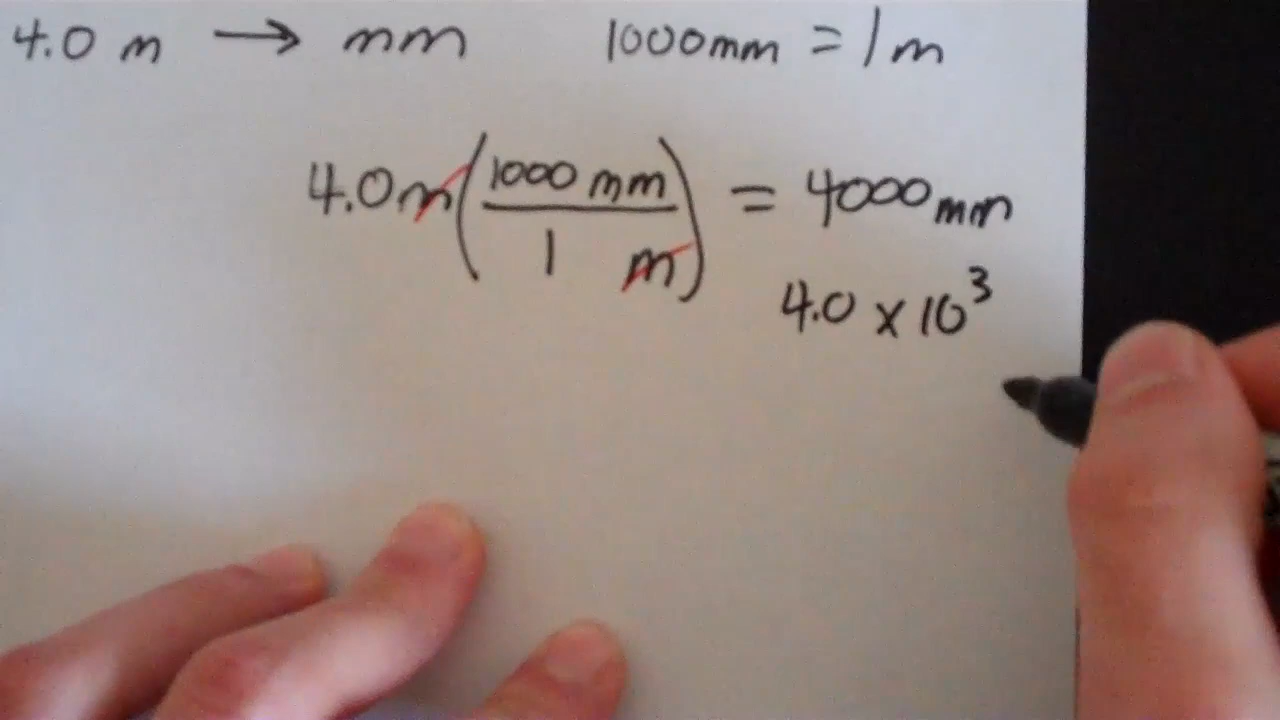 4.0 m → mm 1000mm = 1m
4.0m(1000 mm / 1 m) = 4000mm
4.0 x 10³